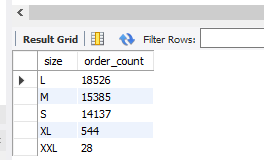 Result Grid Filter Rows:
size order_count
L 18526
M 15385
S 14137
XL 544
XXL 28